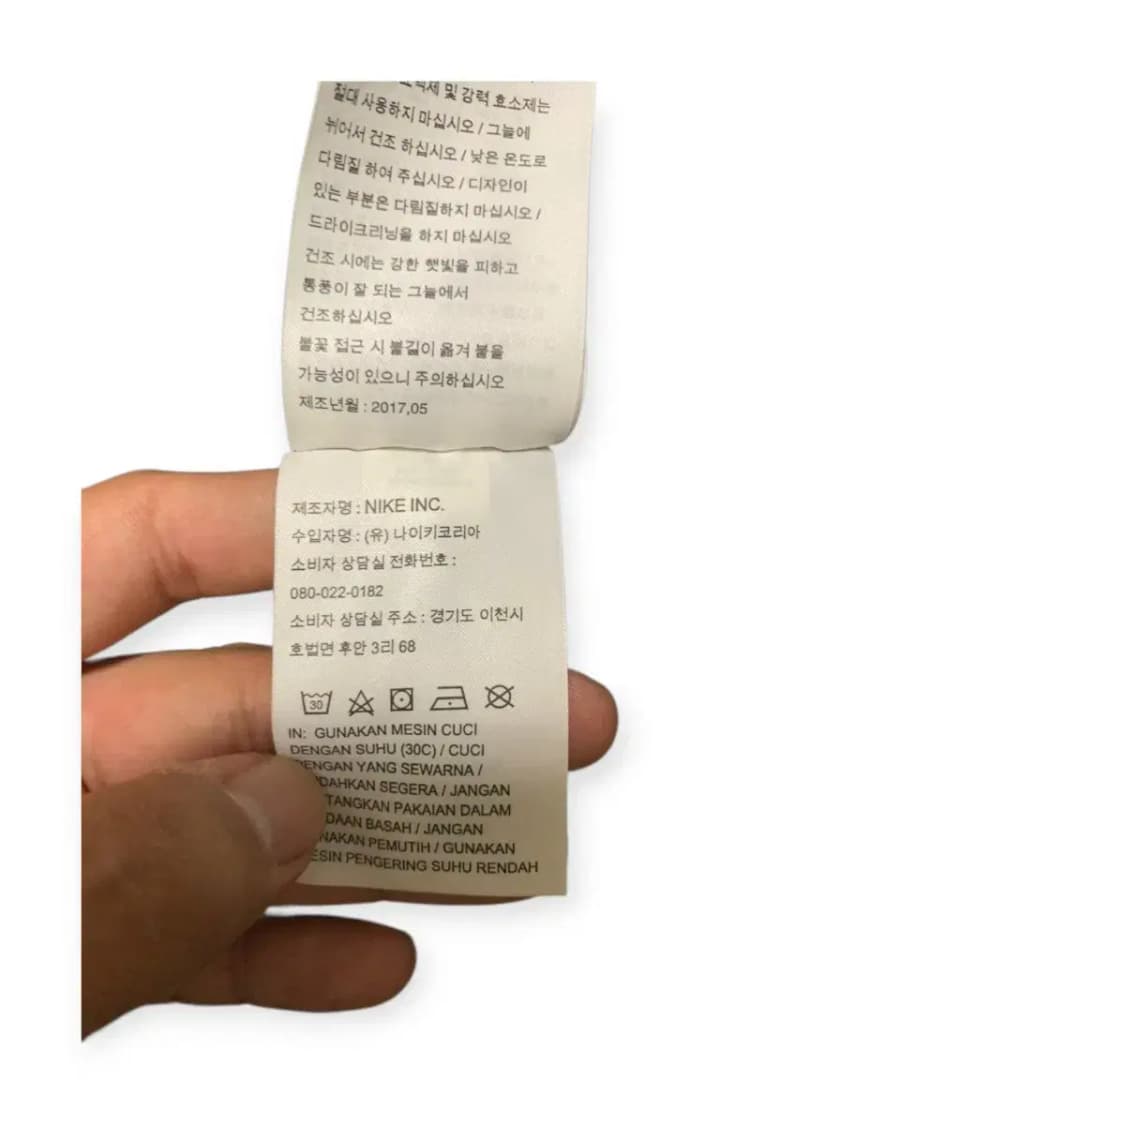 및 강력 효소제는
절대 사용하지 마십시오 / 그늘에
뉘어서 건조 하십시오 / 낮은 온도로
다림질 하여 주십시오 / 디자인이
있는 부분은 다림질하지 마십시오 /
드라이크리닝을 하지 마십시오
건조 시에는 강한 햇빛을 피하고
통풍이 잘 되는 그늘에서
건조하십시오
불꽃 접근 시 불길이 옮겨 붙을
가능성이 있으니 주의하십시오
제조년월 : 2017,05
제조자명 : NIKE INC.
수입자명 : (유) 나이키코리아
소비자 상담실 전화번호 :
080-022-0182
소비자 상담실 주소 : 경기도 이천시
호법면 후안 3리 68
30
IN: GUNAKAN MESIN CUCI
DENGAN SUHU (30C) / CUCI
DENGAN YANG SEWARNA /
DAHKAN SEGERA / JANGAN
TANGKAN PAKAIAN DALAM
DAAN BASAH / JANGAN
NAKAN PEMUTIH / GUNAKAN
ESIN PENGERING SUHU RENDAH